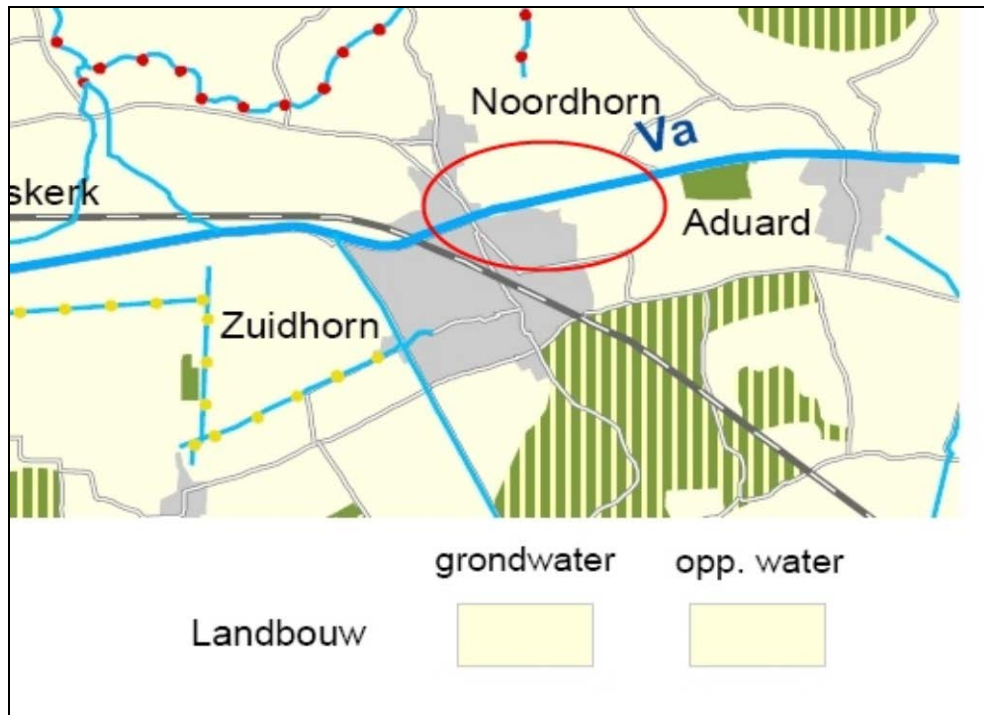 Noordhorn
Va
skerk
Aduard
Zuidhorn
grondwater opp. water
Landbouw